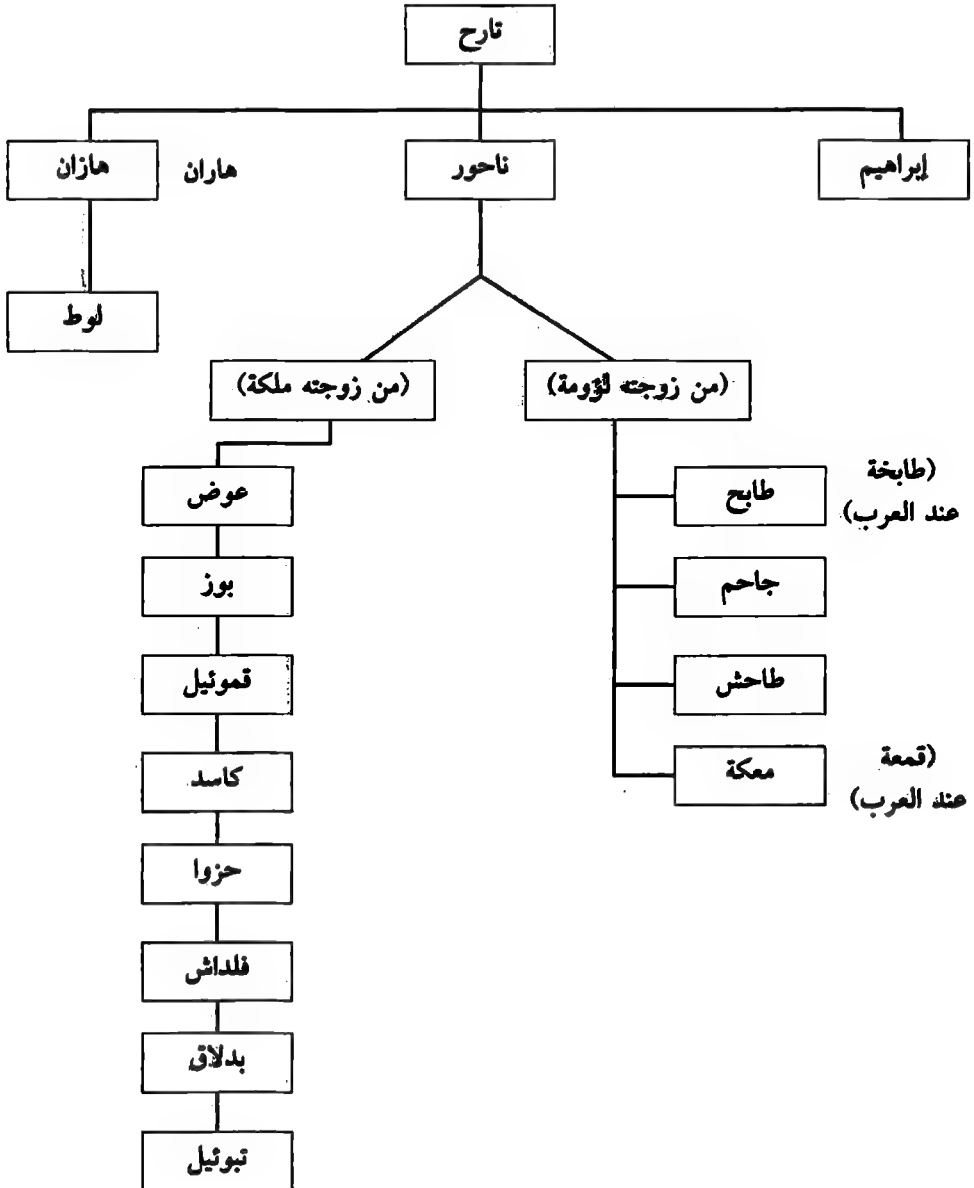 تارح
إبراهيم
ناحور
هاران
هازان
لوط
(من زوجته لؤومة)
(من زوجته ملكة)
(طابخة
عند العرب)
طابح
جاحم
طاحش
(قمعة
عند العرب)
معكة
عوض
بوز
قموئيل
كاسد
حزوا
فلداش
بدلاق
تبوئيل